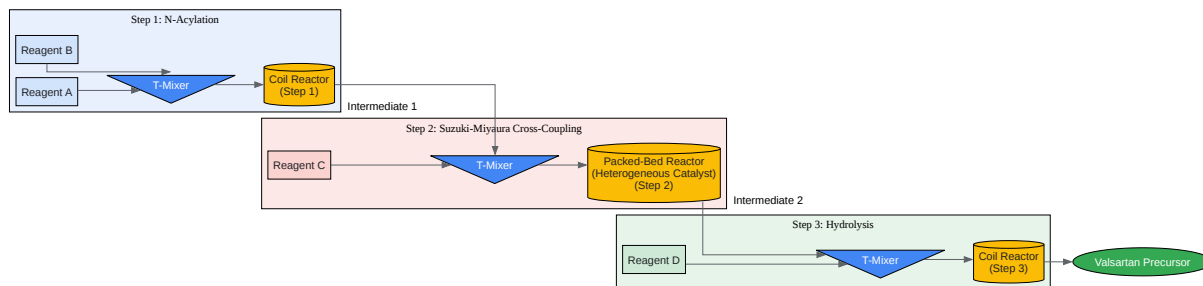 Step 1: N-Acylation
Reagent B
Reagent A
T-Mixer
Coil Reactor
(Step 1)
Intermediate 1
Step 2: Suzuki-Miyaura Cross-Coupling
Reagent C
T-Mixer
Packed-Bed Reactor
(Heterogeneous Catalyst)
(Step 2)
Intermediate 2
Step 3: Hydrolysis
Reagent D
T-Mixer
Coil Reactor
(Step 3)
Valsartan Precursor